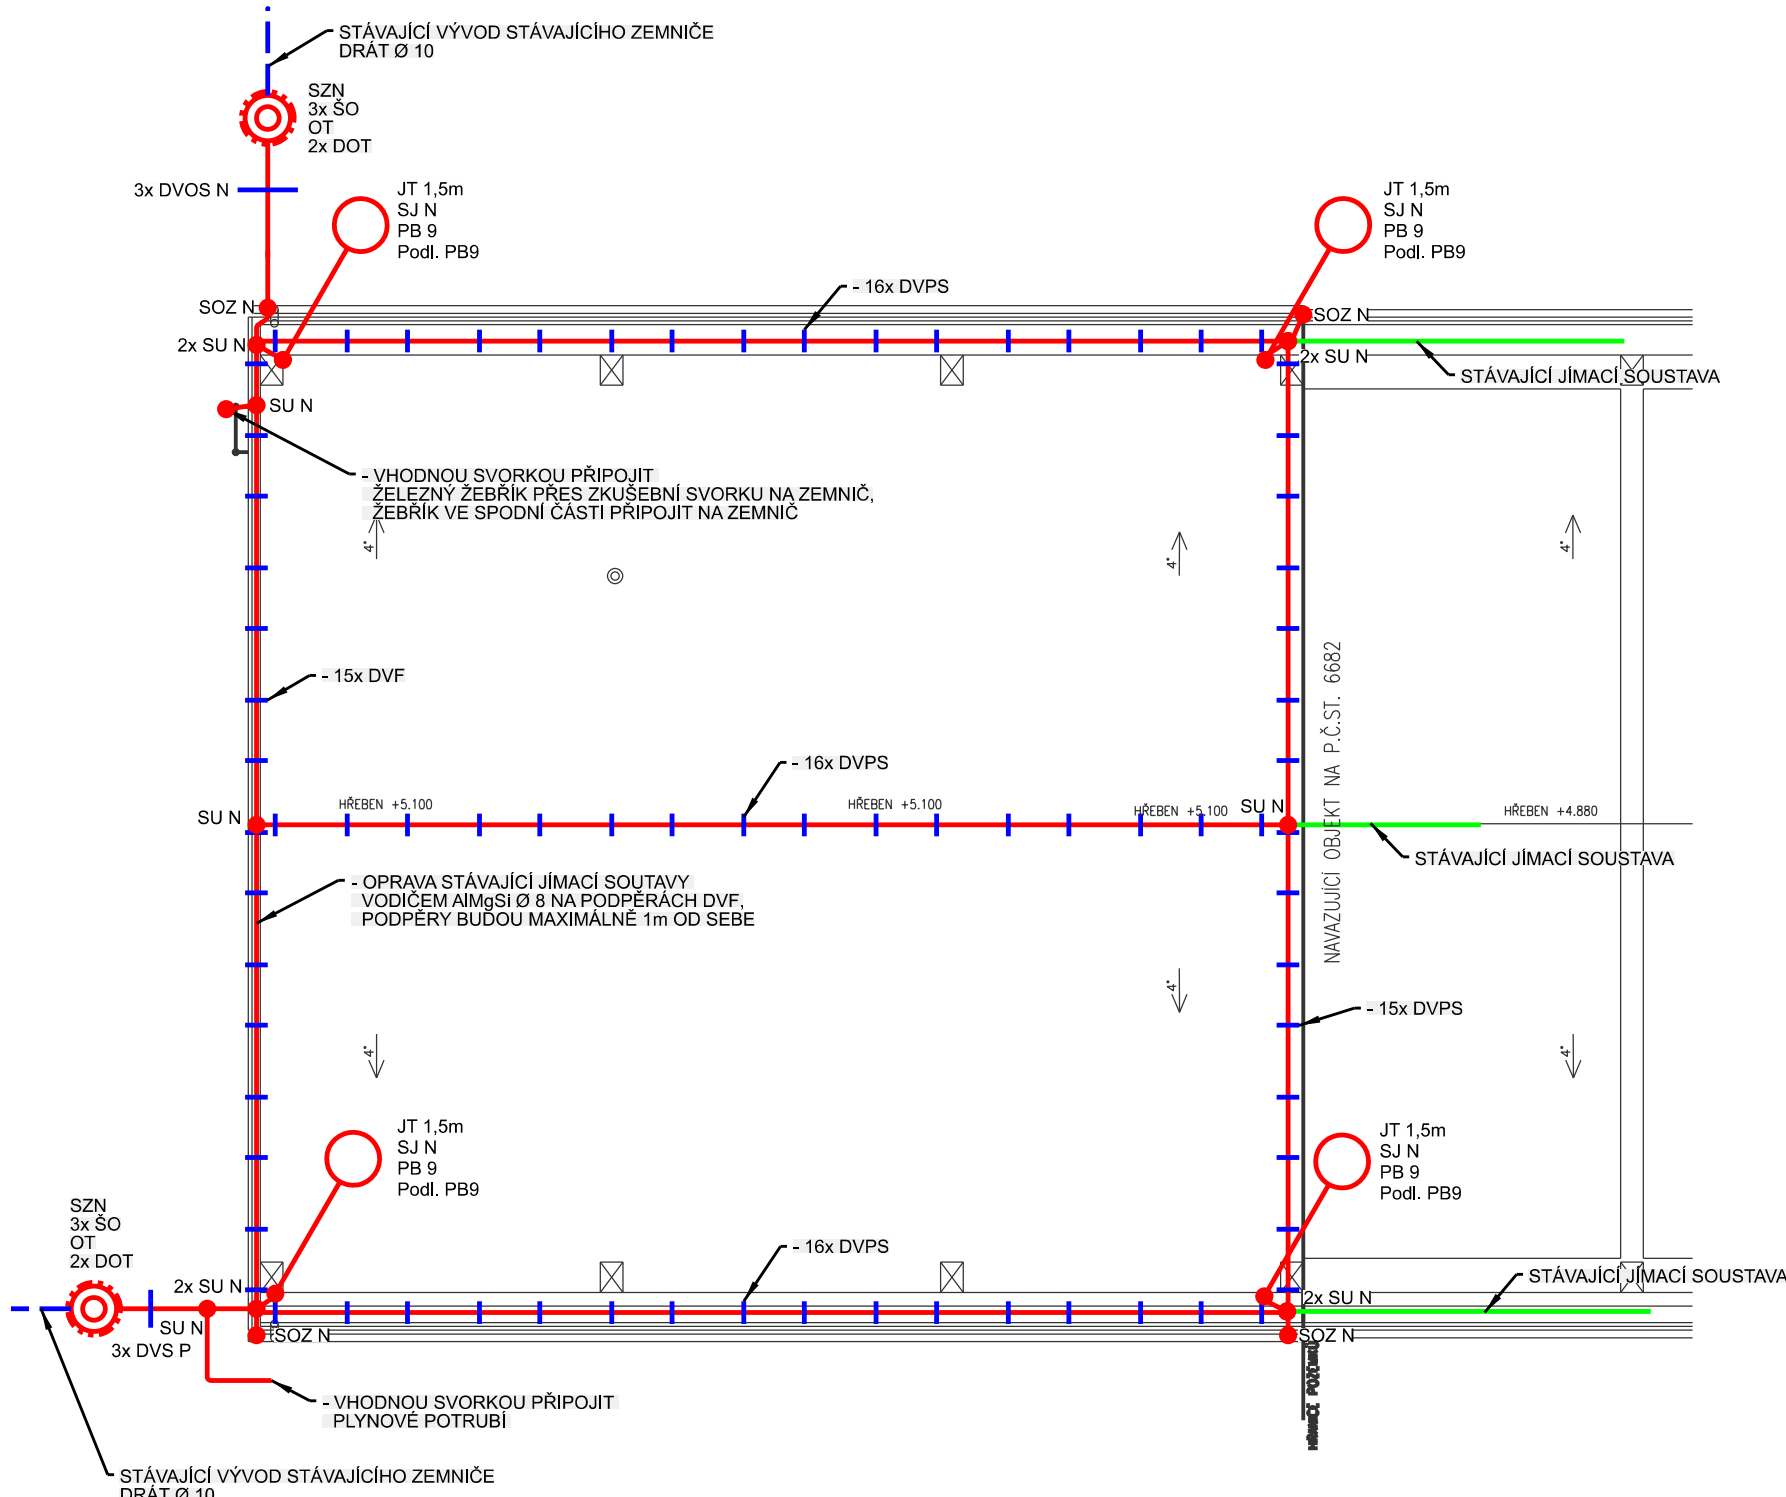 STÁVAJÍCÍ VÝVOD STÁVAJÍCÍHO ZEMNIČE
DRÁT Ø 10
SZN
3x ŠO
OT
2x DOT
3x DVOS N
JT 1,5m
SJ N
PB 9
Podl. PB9
JT 1,5m
SJ N
PB 9
Podl. PB9
- 16x DVPS
SOZ N
SOZ N
2x SU N
2x SU N
STÁVAJÍCÍ JÍMACÍ SOUSTAVA
SU N
- VHODNOU SVORKOU PŘIPOJIT
ŽELEZNÝ ŽEBŘÍK PŘES ZKUŠEBNÍ SVORKU NA ZEMNIČ,
ŽEBŘÍK VE SPODNÍ ČÁSTI PŘIPOJIT NA ZEMNIČ
4°
4°
4°
- 15x DVF
NAVAZUJÍCÍ OBJEKT NA P.Č.ST. 6682
- 16x DVPS
SU N
HŘEBEN +5.100
HŘEBEN +5.100
HŘEBEN +5.100
SU N
HŘEBEN +4.880
STÁVAJÍCÍ JÍMACÍ SOUSTAVA
- OPRAVA STÁVAJÍCÍ JÍMACÍ SOUTAVY
VODIČEM AlMgSi Ø 8 NA PODPĚRÁCH DVF,
PODPĚRY BUDOU MAXIMÁLNĚ 1m OD SEBE
4°
- 15x DVPS
4°
4°
JT 1,5m
SJ N
PB 9
Podl. PB9
JT 1,5m
SJ N
PB 9
Podl. PB9
SZN
3x ŠO
OT
2x DOT
- 16x DVPS
2x SU N
STÁVAJÍCÍ JÍMACÍ SOUSTAVA
2x SU N
SU N
SOZ N
SOZ N
3x DVS P
- VHODNOU SVORKOU PŘIPOJIT
PLYNOVÉ POTRUBÍ
STÁVAJÍCÍ VÝVOD STÁVAJÍCÍHO ZEMNIČE
DRÁT Ø 10